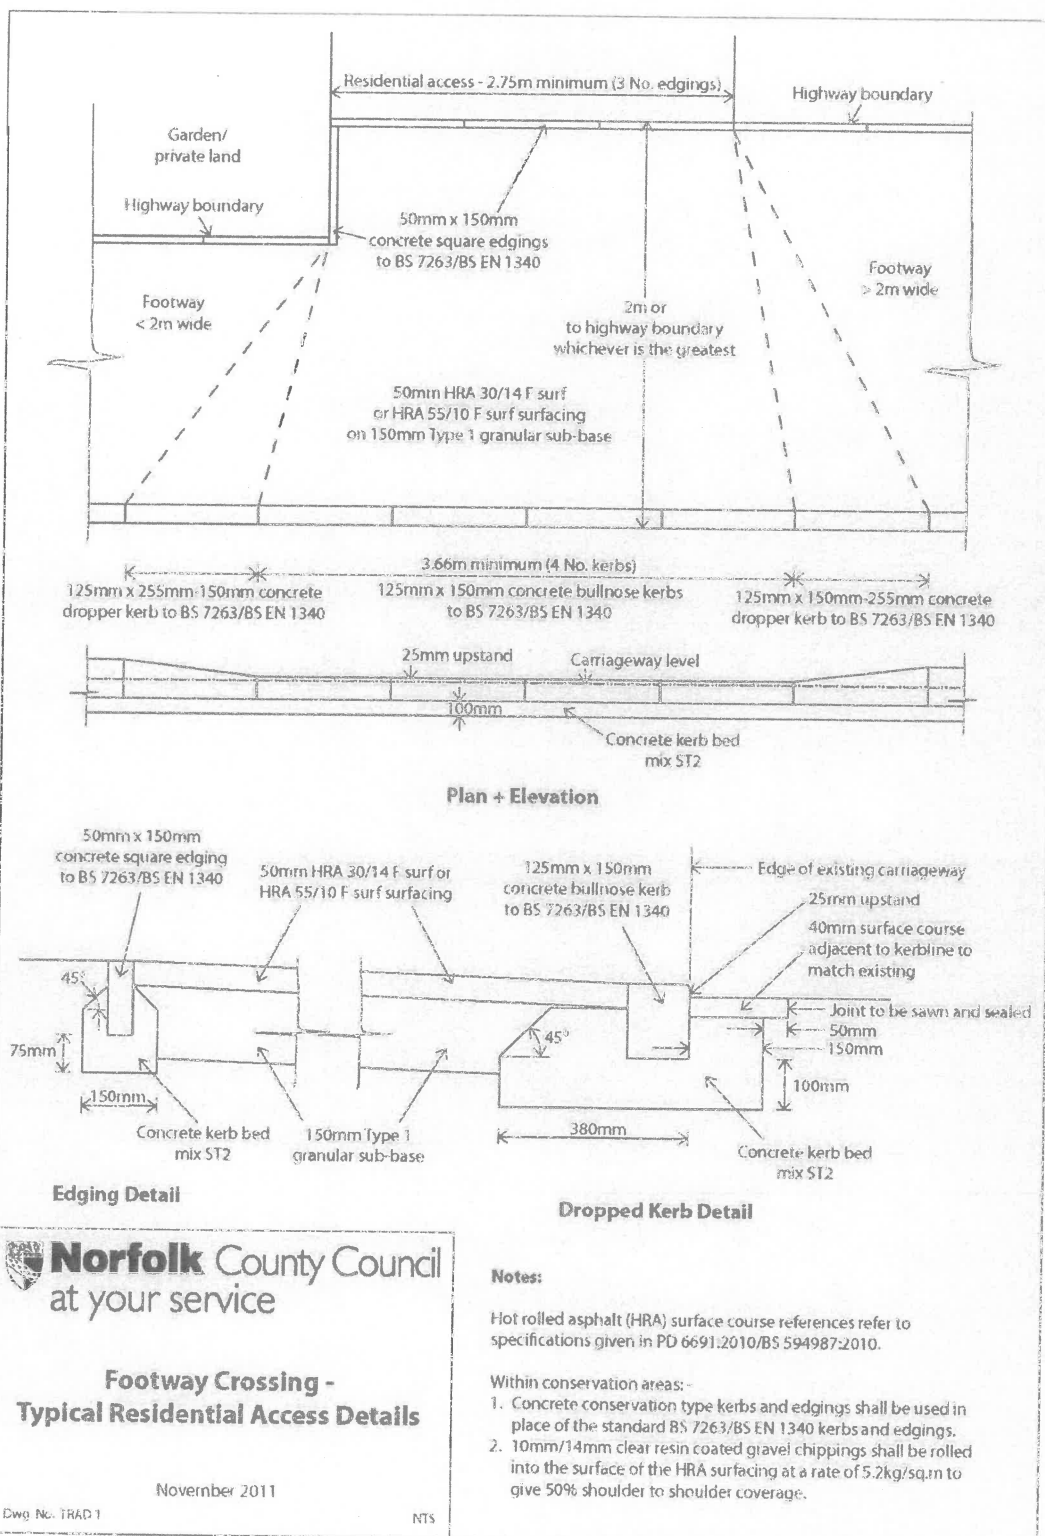 Residential access - 2.75m minimum (3 No. edgings)
Highway boundary
Garden/
private land
Highway boundary
50mm x 150mm
concrete square edgings
to BS 7263/BS EN 1340
Footway
< 2m wide
Footway
> 2m wide
2m or
to highway boundary
whichever is the greatest
50mm HRA 30/14 F surf
or HRA 55/10 F surf surfacing
on 150mm Type 1 granular sub-base
3.66m minimum (4 No. kerbs)
125mm x 255mm-150mm concrete
dropper kerb to BS 7263/BS EN 1340
125mm x 150mm concrete bullnose kerbs
to BS 7263/BS EN 1340
125mm x 150mm-255mm concrete
dropper kerb to BS 7263/BS EN 1340
25mm upstand
Carriageway level
100mm
Concrete kerb bed
mix ST2
Plan + Elevation
50mm x 150mm
concrete square edging
to BS 7263/BS EN 1340
50mm HRA 30/14 F surf or
HRA 55/10 F surf surfacing
125mm x 150mm
concrete bullnose kerb
to BS 7263/BS EN 1340
Edge of existing carriageway
25mm upstand
40mm surface course
adjacent to kerbline to
match existing
45°
Joint to be sawn and sealed
50mm
45°
150mm
75mm
100mm
150mm
380mm
Concrete kerb bed
mix ST2
150mm Type 1
granular sub-base
Concrete kerb bed
mix ST2
Edging Detail
Dropped Kerb Detail
Norfolk County Council
at your service
Footway Crossing -
Typical Residential Access Details
November 2011
Dwg No. TRAD 1
NTS
Notes:
Hot rolled asphalt (HRA) surface course references refer to
specifications given in PD 6691:2010/BS 594987:2010.
Within conservation areas:-
1. Concrete conservation type kerbs and edgings shall be used in
place of the standard BS 7263/BS EN 1340 kerbs and edgings.
2. 10mm/14mm clear resin coated gravel chippings shall be rolled
into the surface of the HRA surfacing at a rate of 5.2kg/sq.m to
give 50% shoulder to shoulder coverage.